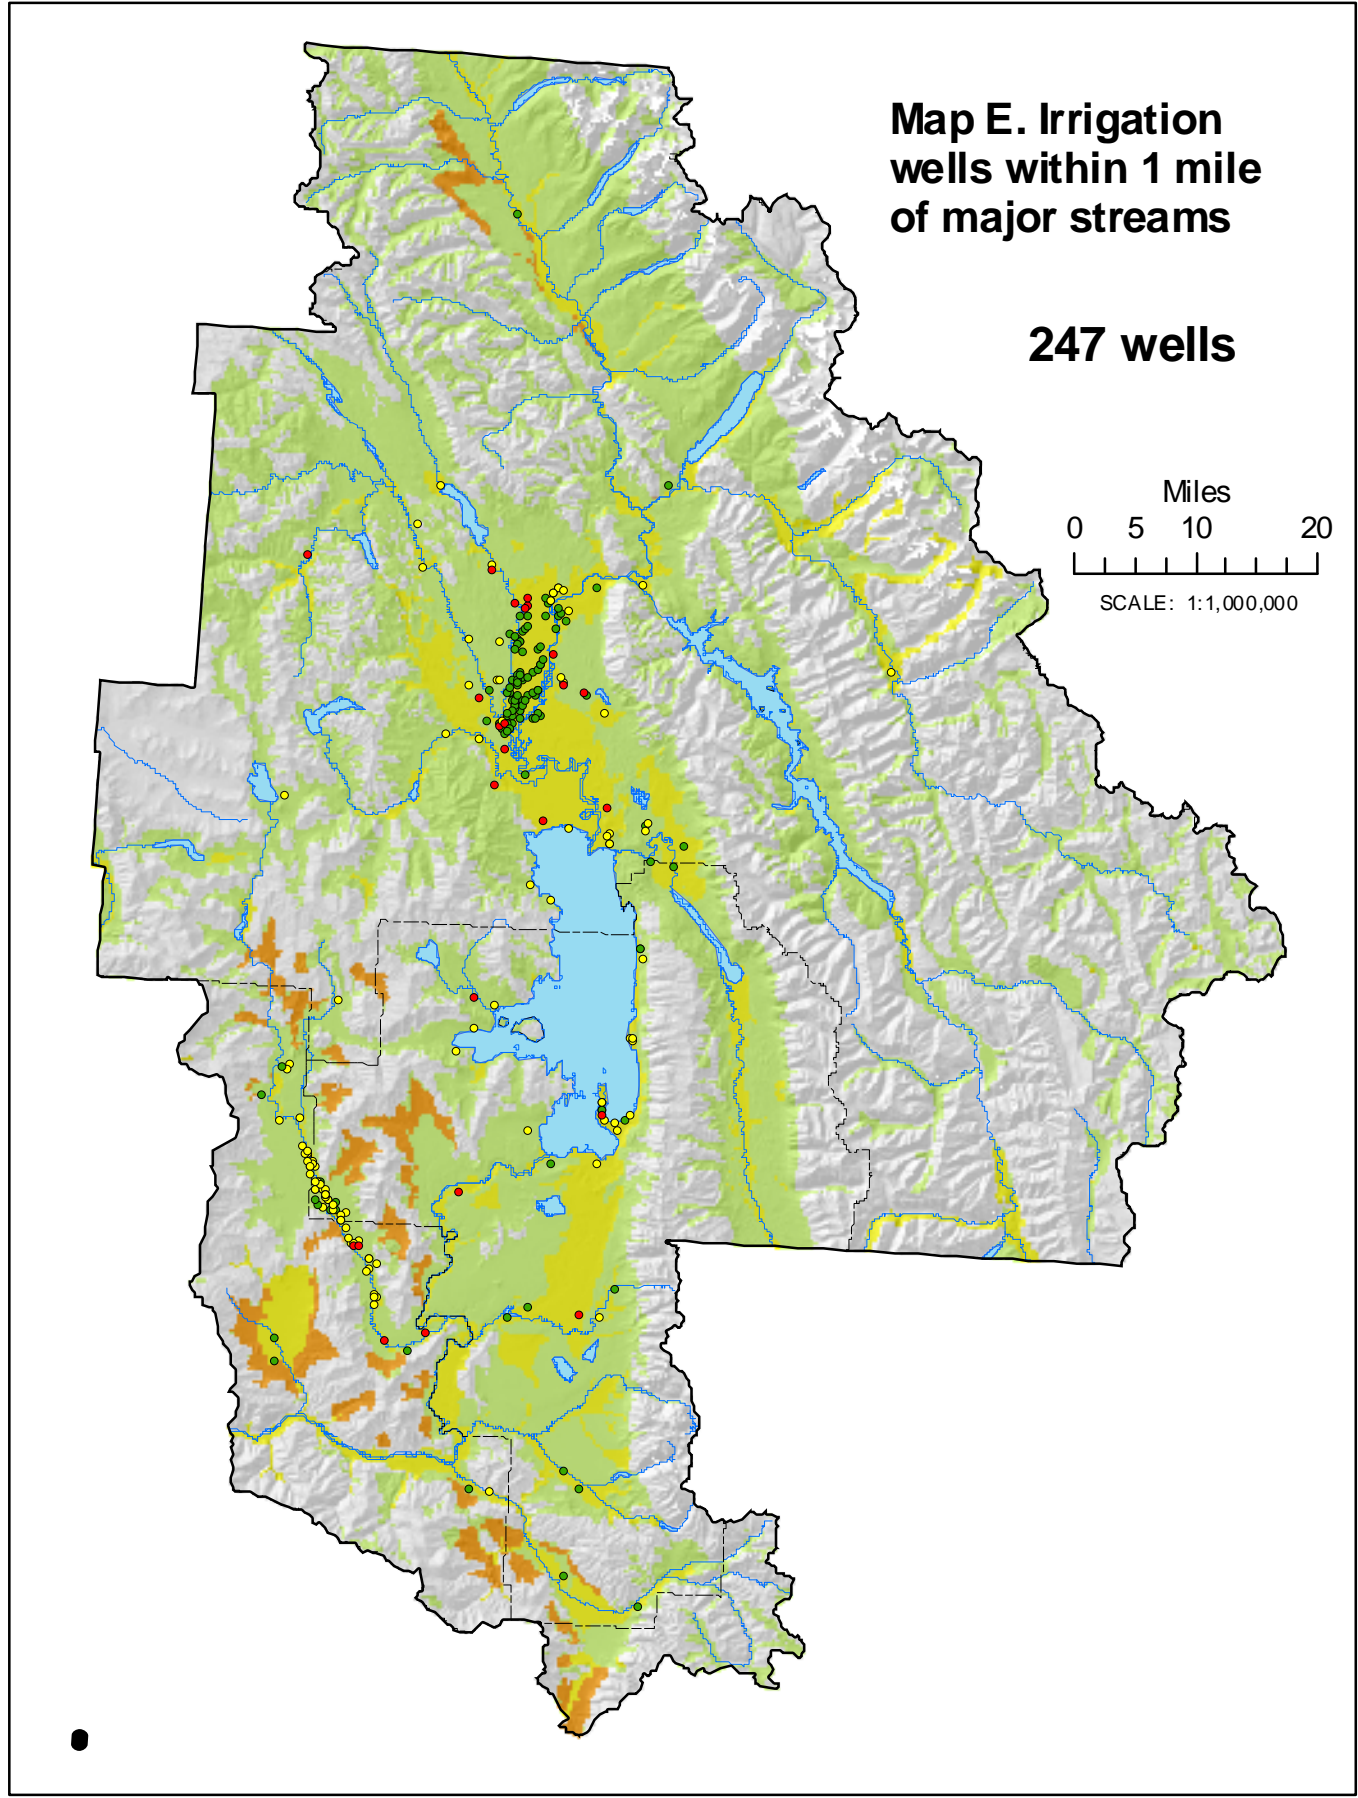 Map E. Irrigation
wells within 1 mile
of major streams
247 wells
Miles
0 5 10 20
SCALE: 1:1,000,000